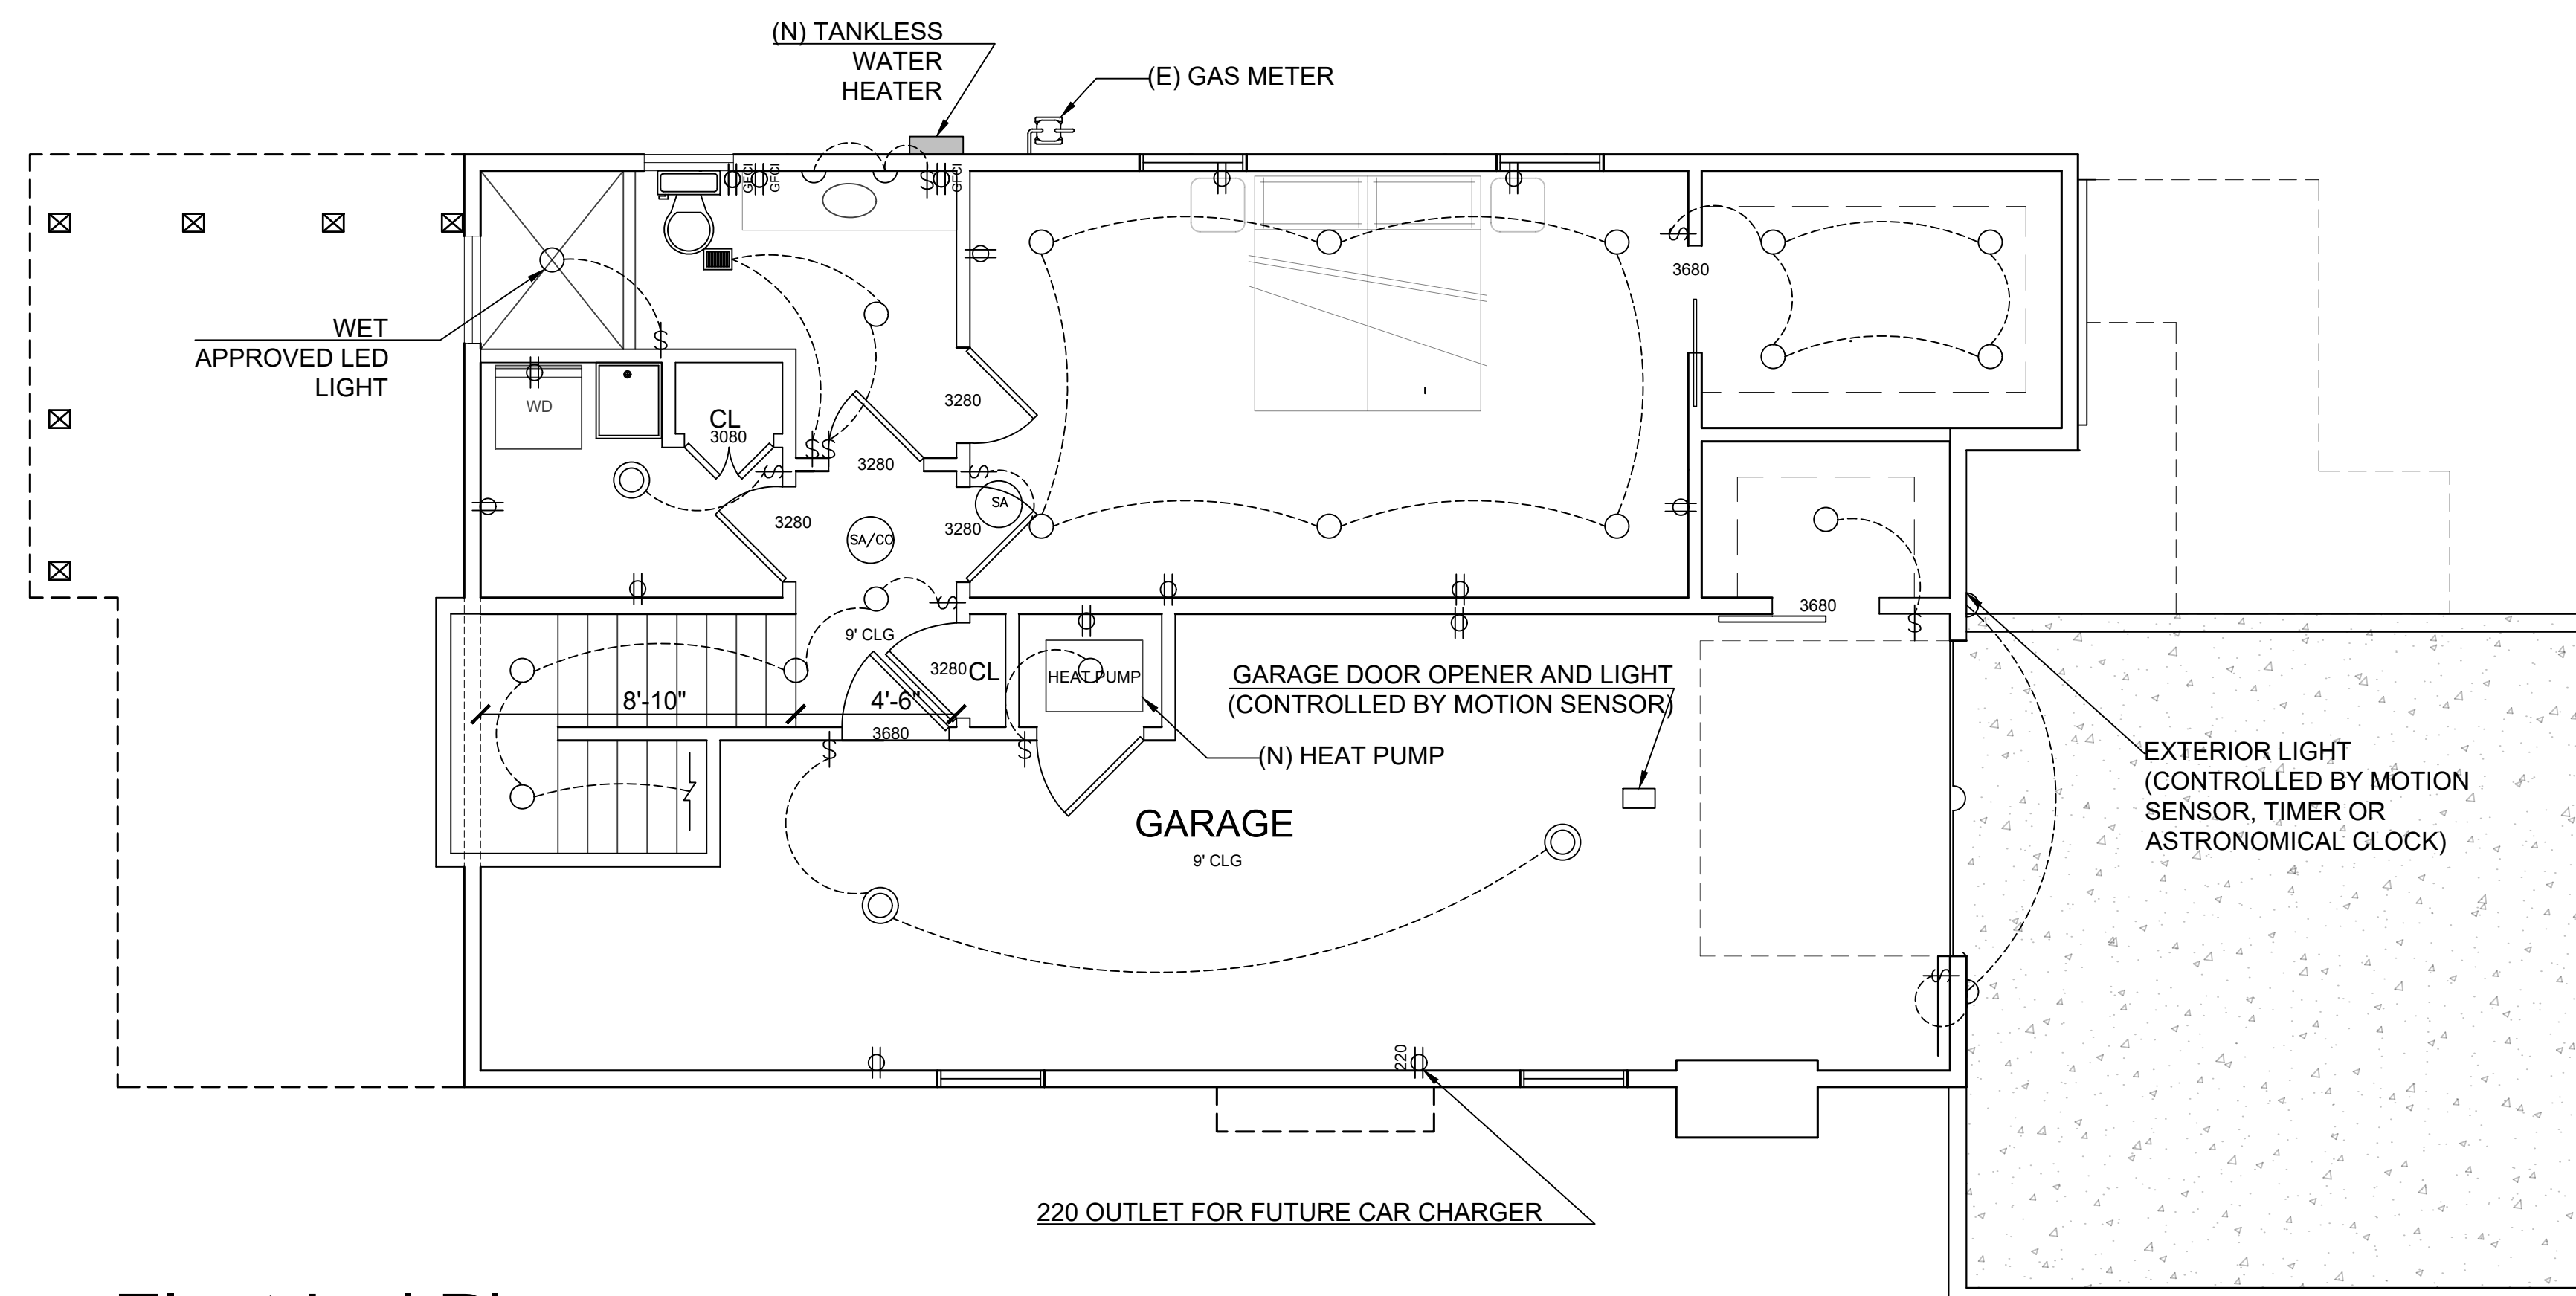 (N) TANKLESS
WATER
HEATER
(E) GAS METER
GFCI
GFCI
GFCI
3680
WET
APPROVED LED
LIGHT
WD
CL
3080
3280
3280
3280
3280
SA
SA/CO
3680
9' CLG
3280 CL
HEAT PUMP
GARAGE DOOR OPENER AND LIGHT
(CONTROLLED BY MOTION SENSOR)
8'-10"
4'-6"
3680
(N) HEAT PUMP
EXTERIOR LIGHT
(CONTROLLED BY MOTION
SENSOR, TIMER OR
ASTRONOMICAL CLOCK)
GARAGE
9' CLG
220
220 OUTLET FOR FUTURE CAR CHARGER